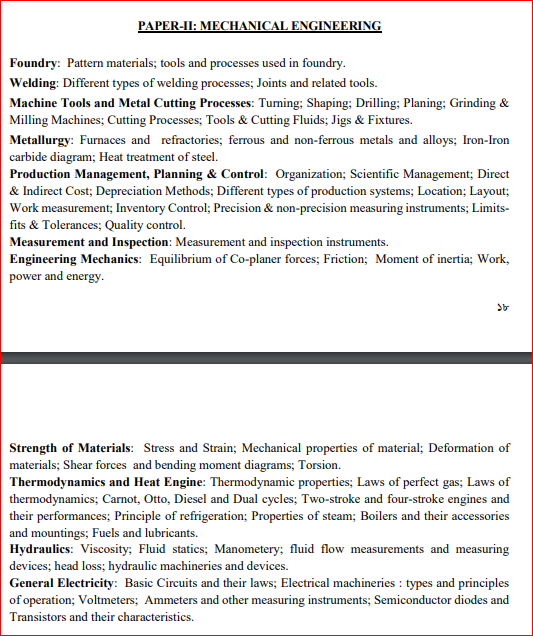 PAPER-II: MECHANICAL ENGINEERING
Foundry: Pattern materials; tools and processes used in foundry.
Welding: Different types of welding processes; Joints and related tools.
Machine Tools and Metal Cutting Processes: Turning; Shaping; Drilling; Planing; Grinding &
Milling Machines; Cutting Processes; Tools & Cutting Fluids; Jigs & Fixtures.
Metallurgy: Furnaces and refractories; ferrous and non-ferrous metals and alloys; Iron-Iron
carbide diagram; Heat treatment of steel.
Production Management, Planning & Control: Organization; Scientific Management; Direct
& Indirect Cost; Depreciation Methods; Different types of production systems; Location; Layout;
Work measurement; Inventory Control; Precision & non-precision measuring instruments; Limits-
fits & Tolerances; Quality control.
Measurement and Inspection: Measurement and inspection instruments.
Engineering Mechanics: Equilibrium of Co-planer forces; Friction; Moment of inertia; Work,
power and energy.
১৮
Strength of Materials: Stress and Strain; Mechanical properties of material; Deformation of
materials; Shear forces and bending moment diagrams; Torsion.
Thermodynamics and Heat Engine: Thermodynamic properties; Laws of perfect gas; Laws of
thermodynamics; Carnot, Otto, Diesel and Dual cycles; Two-stroke and four-stroke engines and
their performances; Principle of refrigeration; Properties of steam; Boilers and their accessories
and mountings; Fuels and lubricants.
Hydraulics: Viscosity; Fluid statics; Manometery; fluid flow measurements and measuring
devices; head loss; hydraulic machineries and devices.
General Electricity: Basic Circuits and their laws; Electrical machineries : types and principles
of operation; Voltmeters; Ammeters and other measuring instruments; Semiconductor diodes and
Transistors and their characteristics.